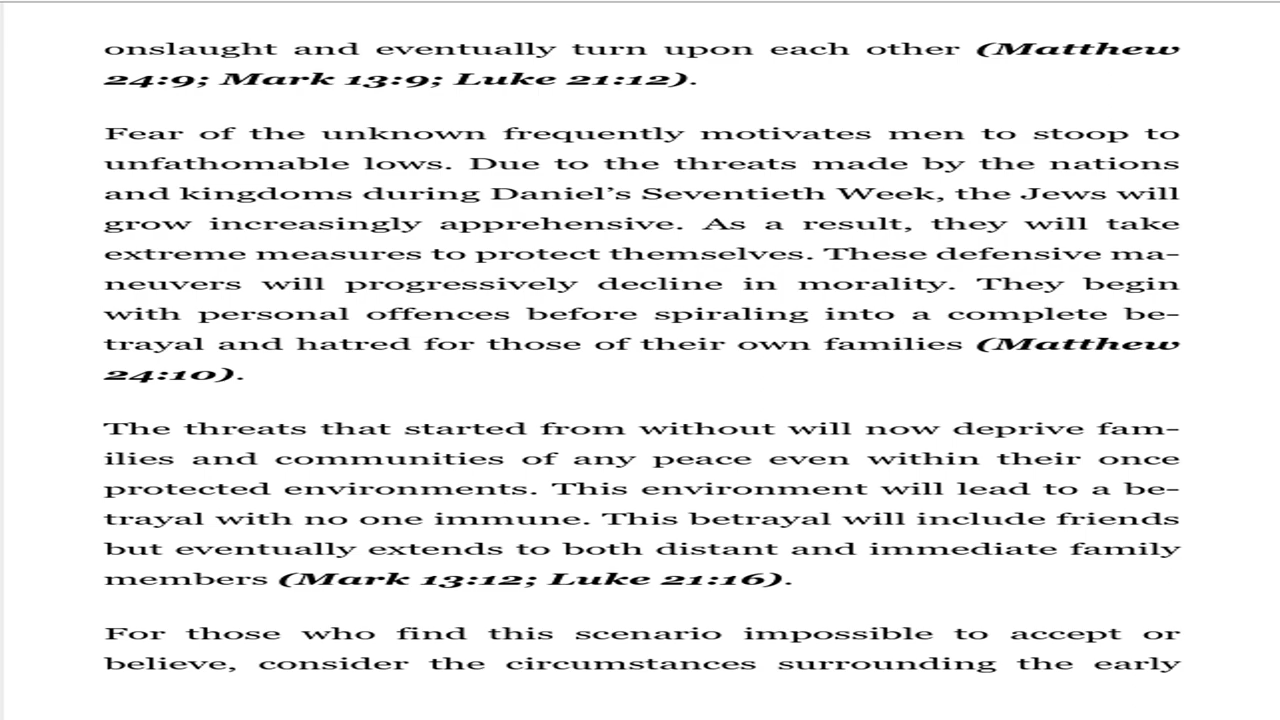 onslaught and eventually turn upon each other (Matthew
24:9; Mark 13:9; Luke 21:12).
Fear of the unknown frequently motivates men to stoop to
unfathomable lows. Due to the threats made by the nations
and kingdoms during Daniel’s Seventieth Week, the Jews will
grow increasingly apprehensive. As a result, they will take
extreme measures to protect themselves. These defensive ma-
neuvers will progressively decline in morality. They begin
with personal offences before spiraling into a complete be-
trayal and hatred for those of their own families (Matthew
24:10).
The threats that started from without will now deprive fam-
ilies and communities of any peace even within their once
protected environments. This environment will lead to a be-
trayal with no one immune. This betrayal will include friends
but eventually extends to both distant and immediate family
members (Mark 13:12; Luke 21:16).
For those who find this scenario impossible to accept or
believe, consider the circumstances surrounding the early